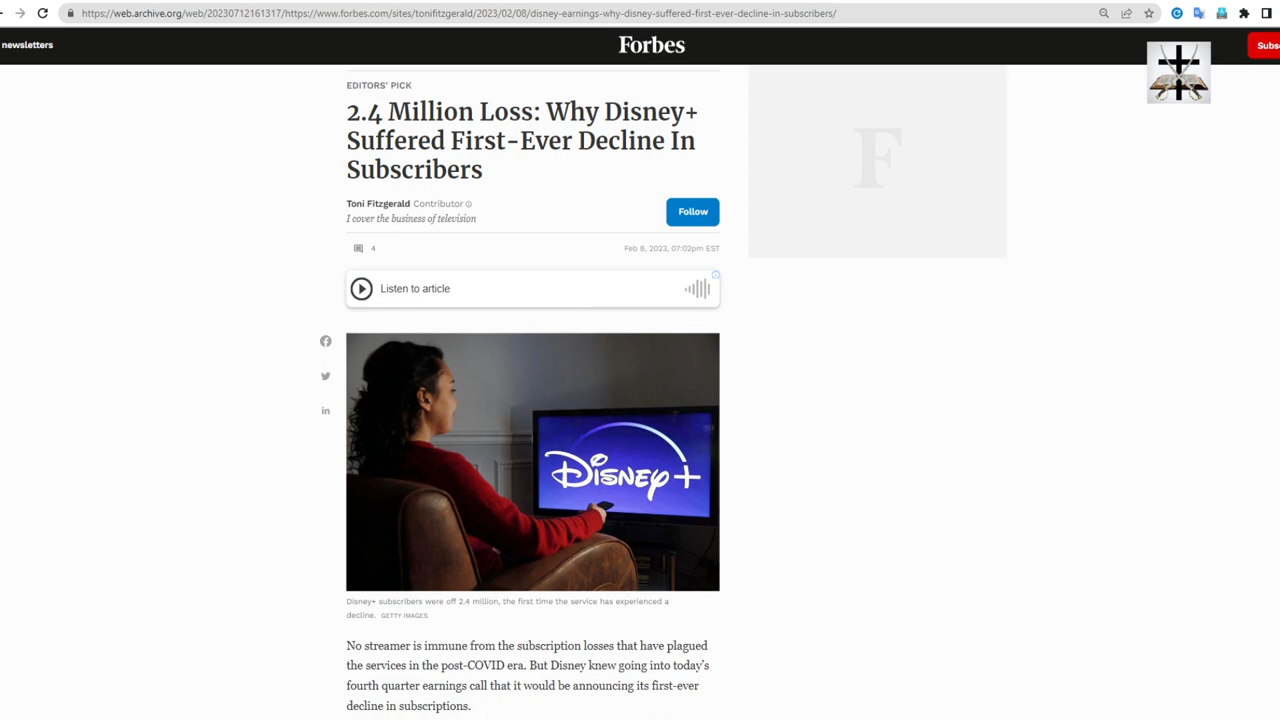 https://web.archive.org/web/20230712161317/https://www.forbes.com/sites/tonifitzgerald/2023/02/08/disney-earnings-why-disney-suffered-first-ever-decline-in-subscribers/
newsletters
Forbes
Subs
EDITORS' PICK
2.4 Million Loss: Why Disney+
Suffered First-Ever Decline In
Subscribers
Toni Fitzgerald Contributor
I cover the business of television
Follow
4
Feb 8, 2023, 07:02pm EST
Listen to article
F
Disney+
Disney+ subscribers were off 2.4 million, the first time the service has experienced a
decline. GETTY IMAGES
No streamer is immune from the subscription losses that have plagued
the services in the post-COVID era. But Disney knew going into today's
fourth quarter earnings call that it would be announcing its first-ever
decline in subscriptions.